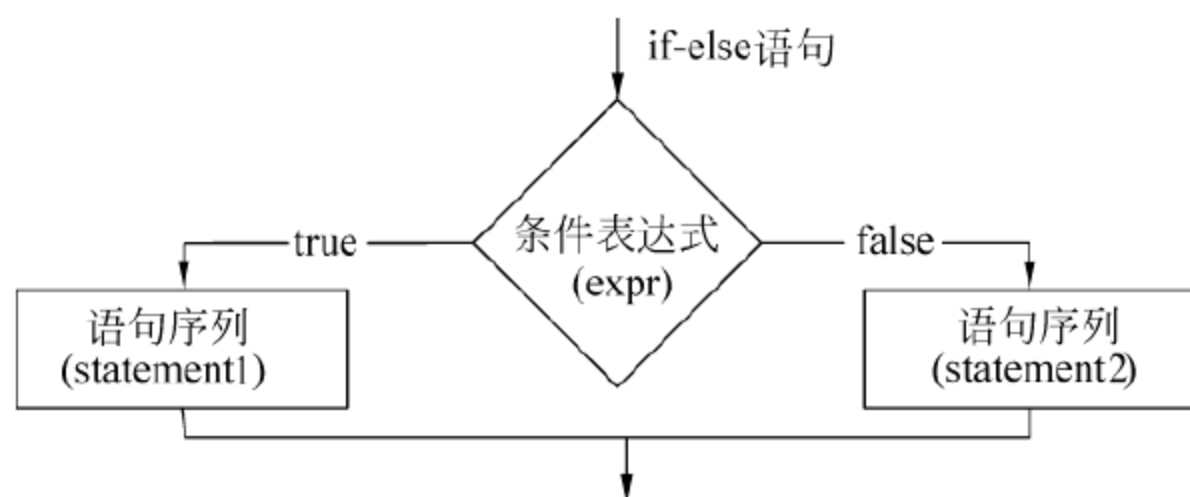 if-else语句
条件表达式
(expr)
true
false
语句序列
(statement1)
语句序列
(statement2)